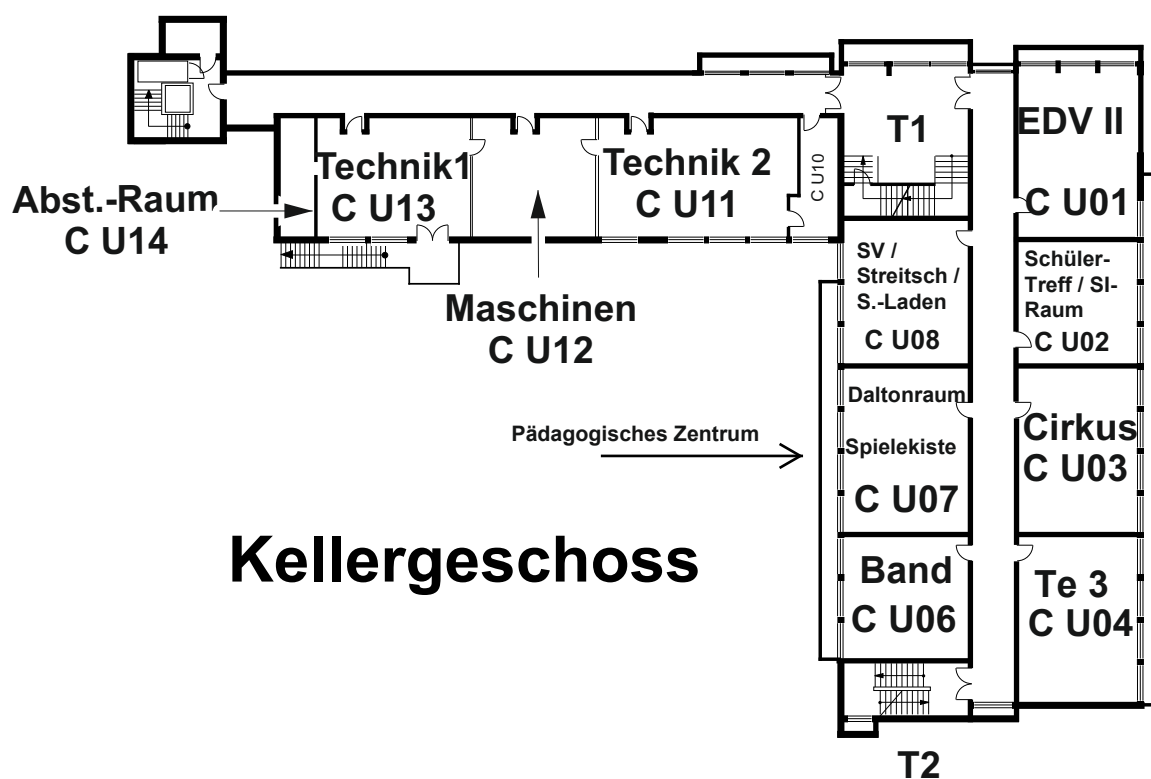 T1
EDV II
C U01
Technik1
C U13
Technik 2
C U11
C U10
Abst.-Raum
C U14
Maschinen
C U12
SV /
Streitsch /
S.-Laden
C U08
Schüler-
Treff / SI-
Raum
C U02
Daltonraum
Spielekiste
C U07
Cirkus
C U03
Pädagogisches Zentrum
Kellergeschoss
Band
C U06
Te 3
C U04
T2